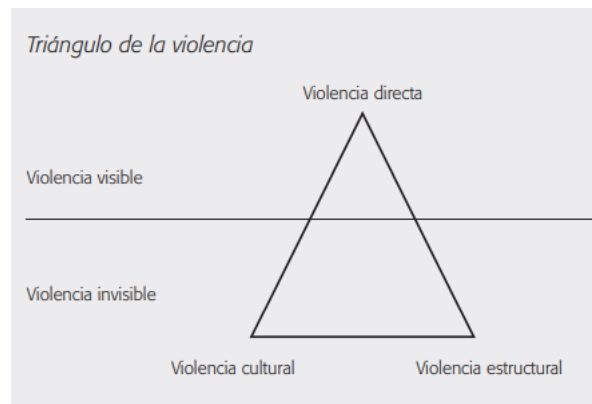 Triángulo de la violencia
Violencia directa
Violencia visible
Violencia invisible
Violencia cultural
Violencia estructural